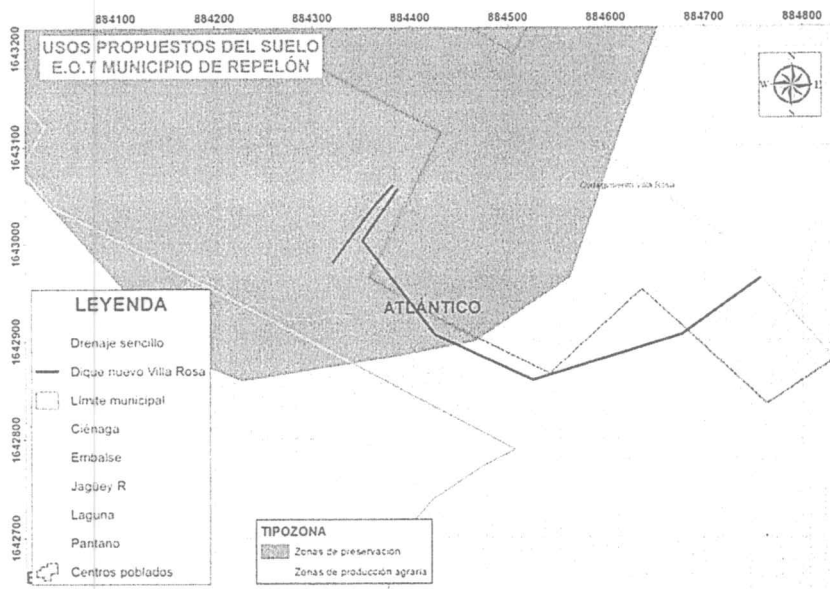 884100 884200 884300 884400 884500 884600 884700 884800
1643200
1643100
1643000
1642900
1642800
1642700
USOS PROPUESTOS DEL SUELO
E.O.T MUNICIPIO DE REPELÓN
W E
Villa Rosa
ATLÁNTICO
LEYENDA
Drenaje sencillo
Dique nuevo Villa Rosa
Límite municipal
Ciénaga
Embalse
Jagüey R
Laguna
Pantano
Centros poblados
TIPOZONA
Zonas de preservación
Zonas de producción agraria